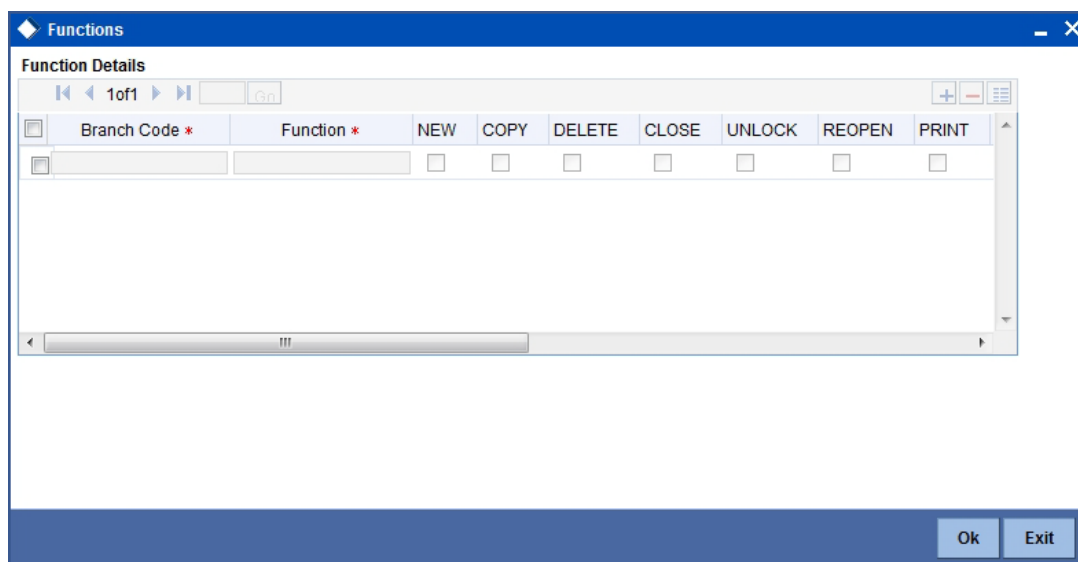 Functions
Function Details
1of1 Go
Branch Code * Function * NEW COPY DELETE CLOSE UNLOCK REOPEN PRINT
Ok Exit